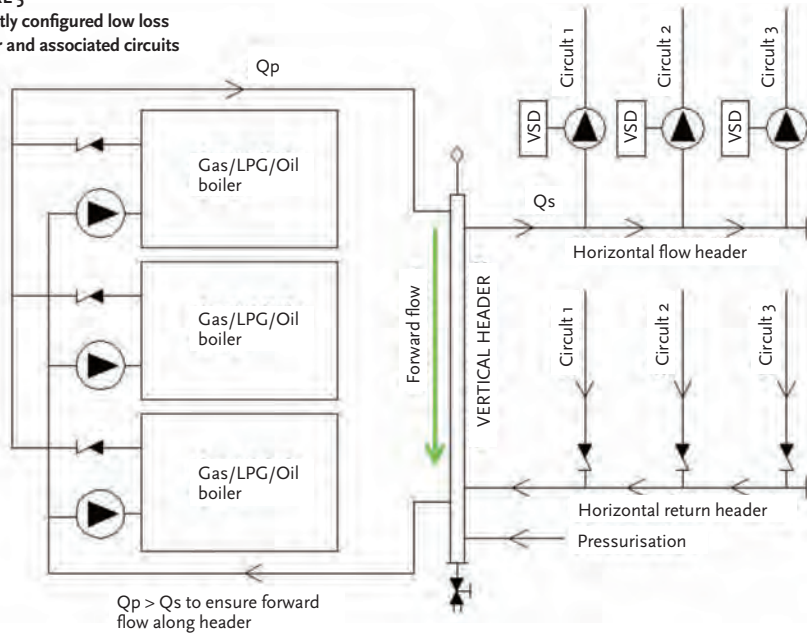 tly configured low loss
r and associated circuits
Qp
Gas/LPG/Oil
boiler
Gas/LPG/Oil
boiler
Gas/LPG/Oil
boiler
Qp > Qs to ensure forward
flow along header
Forward flow
VERTICAL HEADER
Circuit 1
Circuit 2
Circuit 3
VSD
VSD
VSD
Qs
Horizontal flow header
Circuit 1
Circuit 2
Circuit 3
Horizontal return header
Pressurisation